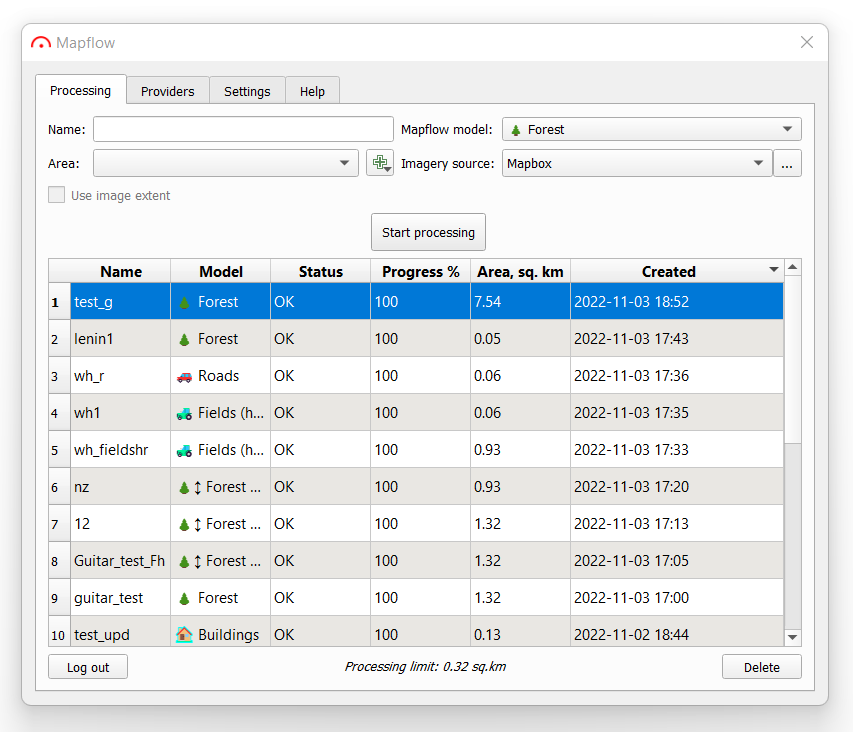 Mapflow
Processing Providers Settings Help
Name: Mapflow model: Forest
Area: Imagery source: Mapbox ...
Use image extent
Start processing
Name Model Status Progress % Area, sq. km Created
1 test_g Forest OK 100 7.54 2022-11-03 18:52
2 lenin1 Forest OK 100 0.05 2022-11-03 17:43
3 wh_r Roads OK 100 0.06 2022-11-03 17:36
4 wh1 Fields (h... OK 100 0.06 2022-11-03 17:35
5 wh_fieldshr Fields (h... OK 100 0.93 2022-11-03 17:33
6 nz Forest ... OK 100 0.93 2022-11-03 17:20
7 12 Forest ... OK 100 1.32 2022-11-03 17:13
8 Guitar_test_Fh Forest ... OK 100 1.32 2022-11-03 17:05
9 guitar_test Forest OK 100 1.32 2022-11-03 17:00
10 test_upd Buildings OK 100 0.13 2022-11-02 18:44
Log out Processing limit: 0.32 sq.km Delete